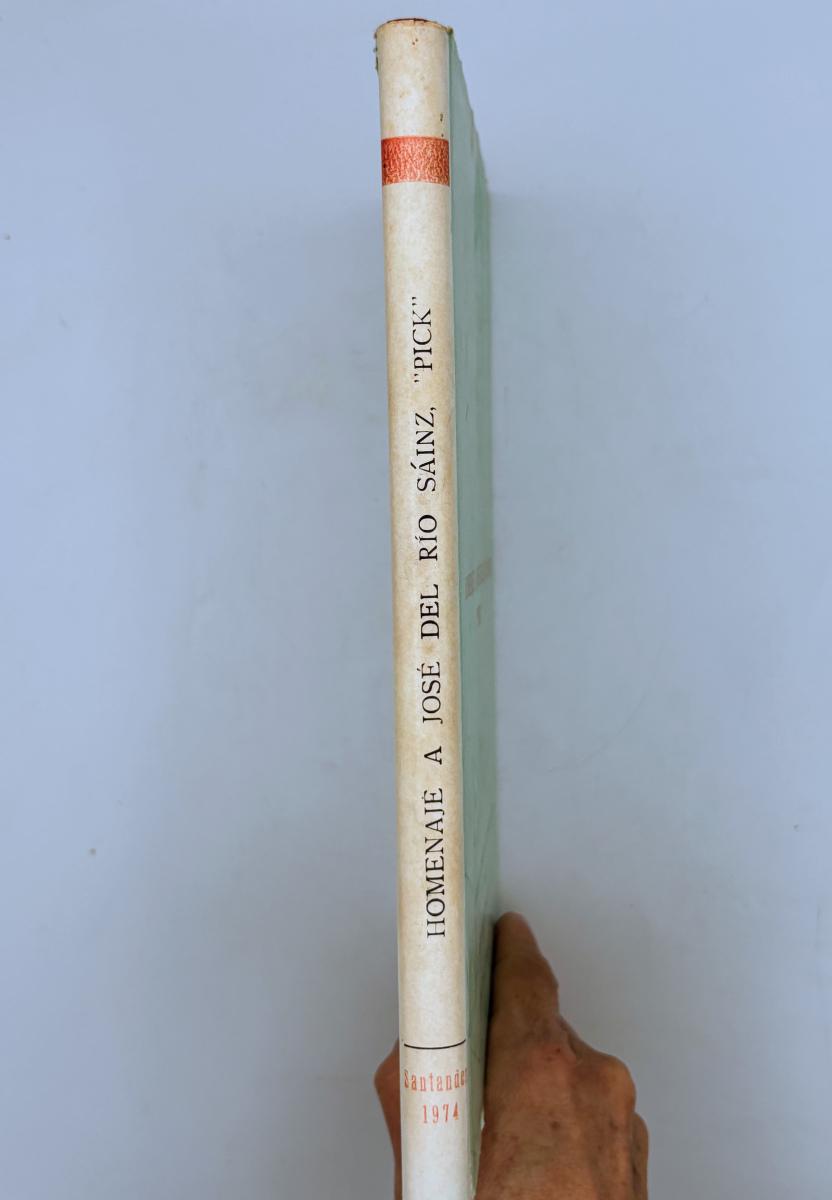 HOMENAJE A JOSÉ DEL RÍO SÁINZ, "PICK"
Santander
1974